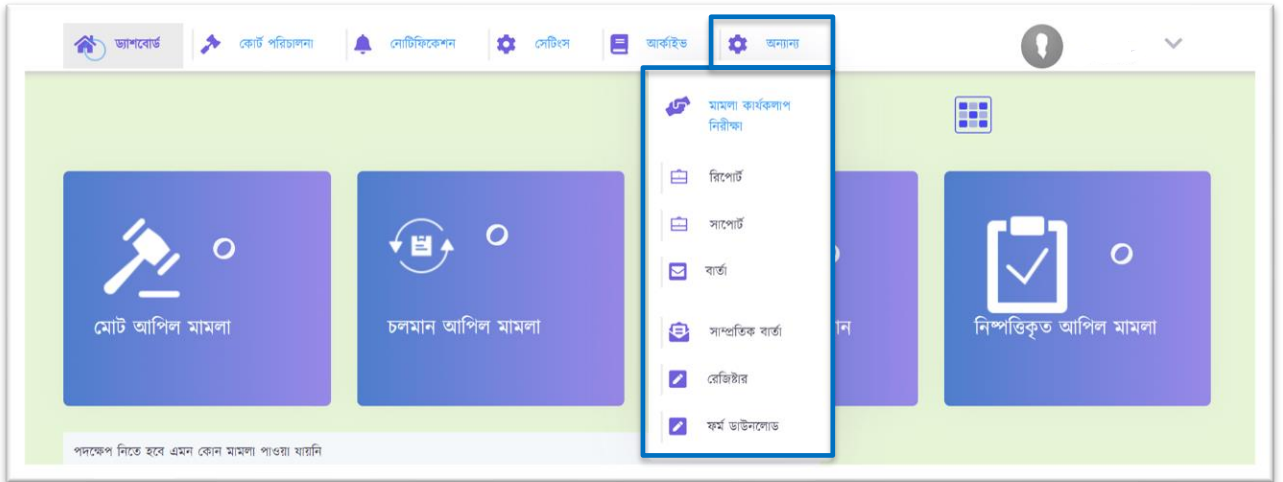 ড্যাশবোর্ড
কোর্ট পরিচালনা
নোটিফিকেশন
সেটিংস
আর্কাইভ
অন্যান্য
মামলা কার্যকলাপ
নিরীক্ষা
রিপোর্ট
সাপোর্ট
বার্তা
সাম্প্রতিক বার্তা
রেজিষ্টার
ফর্ম ডাউনলোড
০
মোট আপিল মামলা
০
চলমান আপিল মামলা
ান
০
নিষ্পত্তিকৃত আপিল মামলা
পদক্ষেপ নিতে হবে এমন কোন মামলা পাওয়া যায়নি